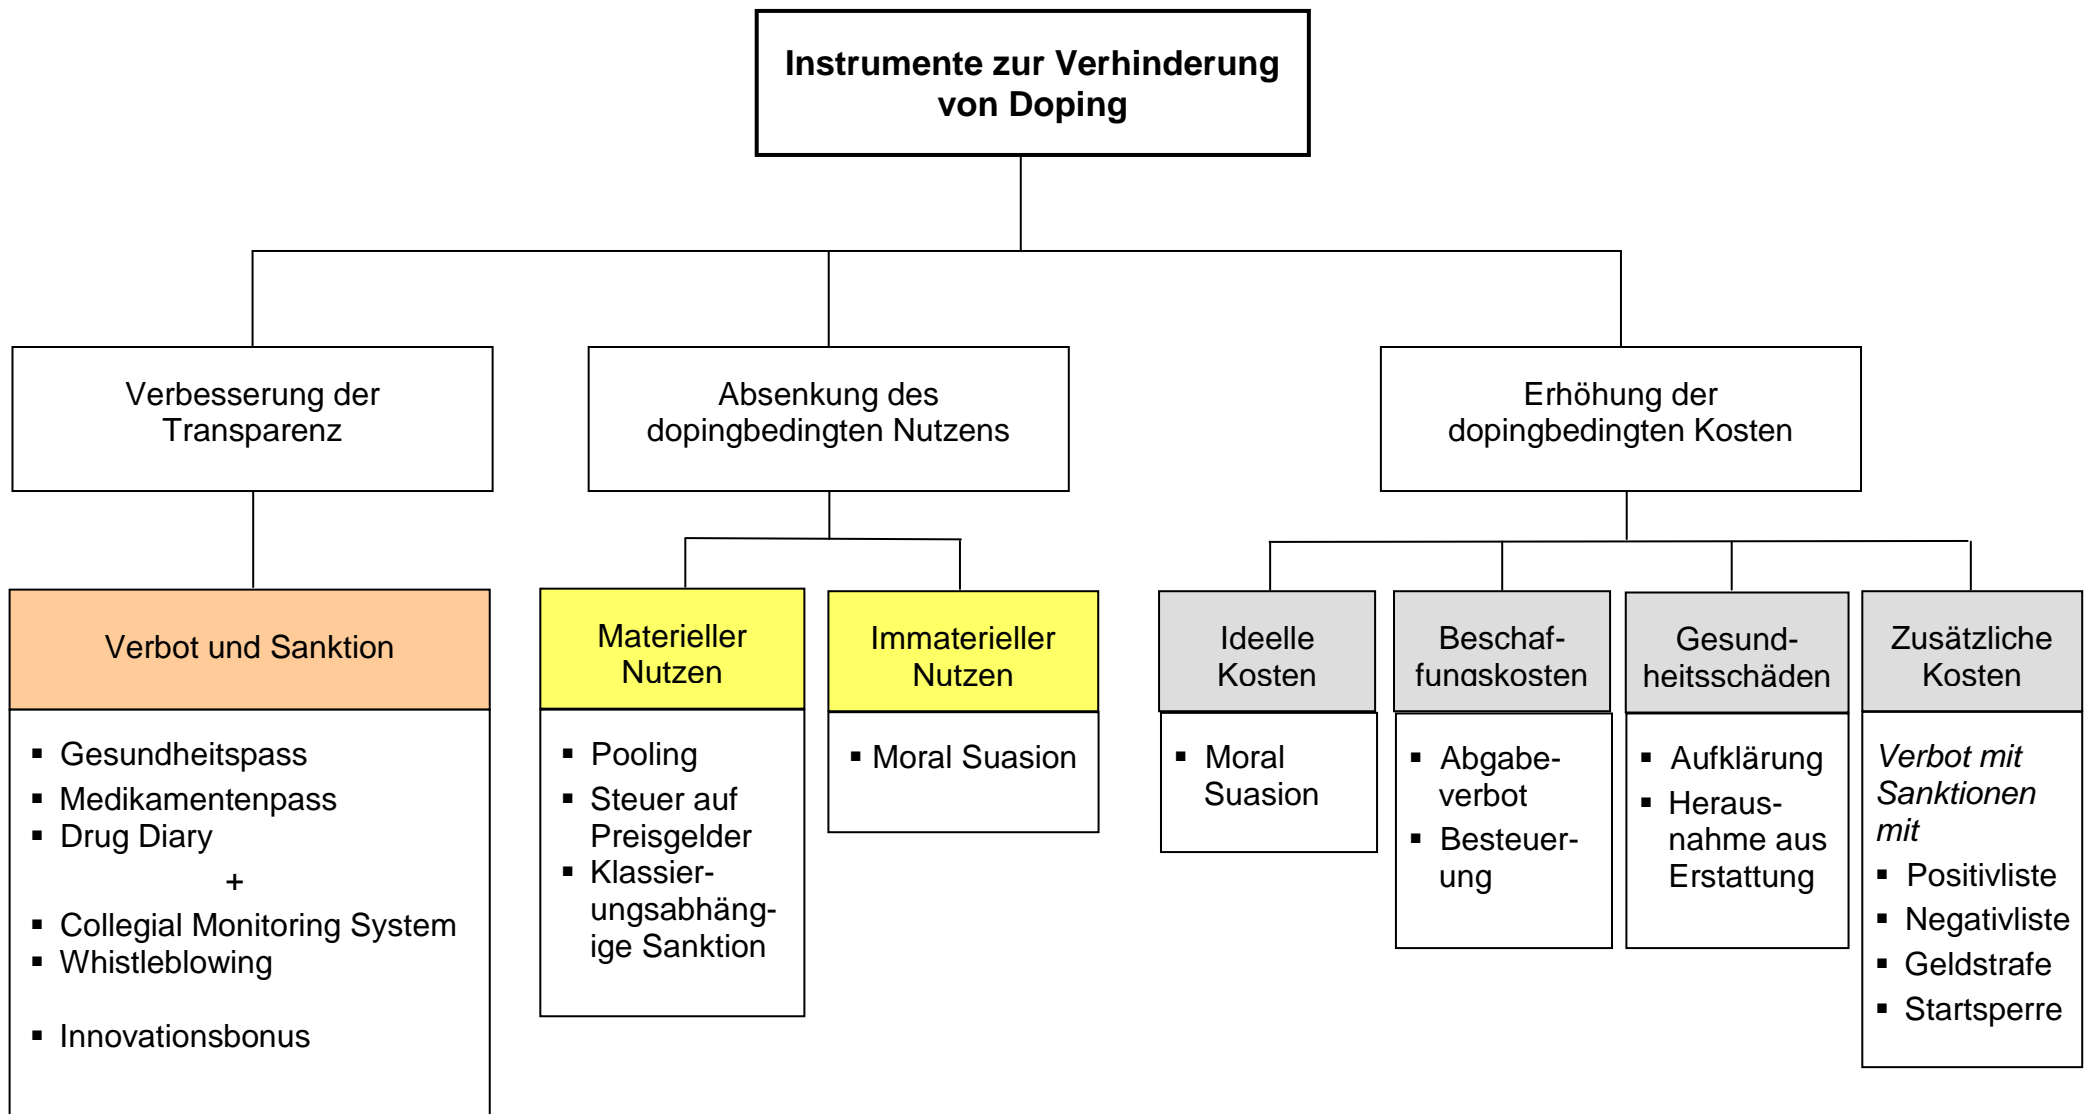 Instrumente zur Verhinderung
von Doping
Verbesserung der
Transparenz
Absenkung des
dopingbedingten Nutzens
Erhöhung der
dopingbedingten Kosten
Verbot und Sanktion
▪ Gesundheitspass
▪ Medikamentenpass
▪ Drug Diary
+
▪ Collegial Monitoring System
▪ Whistleblowing
▪ Innovationsbonus
Materieller
Nutzen
▪ Pooling
▪ Steuer auf
Preisgelder
▪ Klassier-
ungsabhäng-
ige Sanktion
Immaterieller
Nutzen
▪ Moral Suasion
Ideelle
Kosten
▪ Moral
Suasion
Beschaf-
fungskosten
▪ Abgabe-
verbot
▪ Besteuer-
ung
Gesund-
heitsschäden
▪ Aufklärung
▪ Heraus-
nahme aus
Erstattung
Zusätzliche
Kosten
Verbot mit
Sanktionen
mit
▪ Positivliste
▪ Negativliste
▪ Geldstrafe
▪ Startsperre